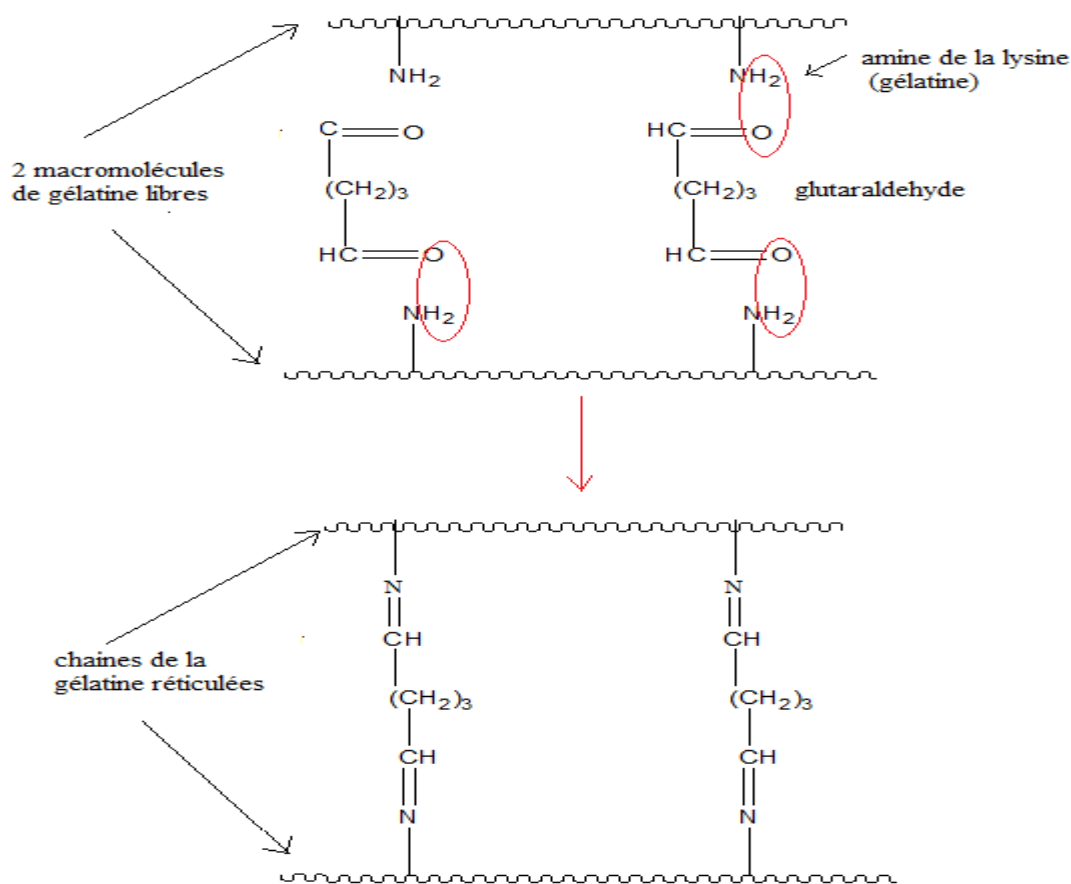 NH2
NH2
amine de la lysine
(gélatine)
C
O
HC
O
2 macromolécules
de gélatine libres
(CH2)3
(CH2)3
glutaraldehyde
HC
O
HC
O
NH2
NH2
N
N
CH
CH
chaines de la
gélatine réticulées
(CH2)3
(CH2)3
CH
CH
N
N